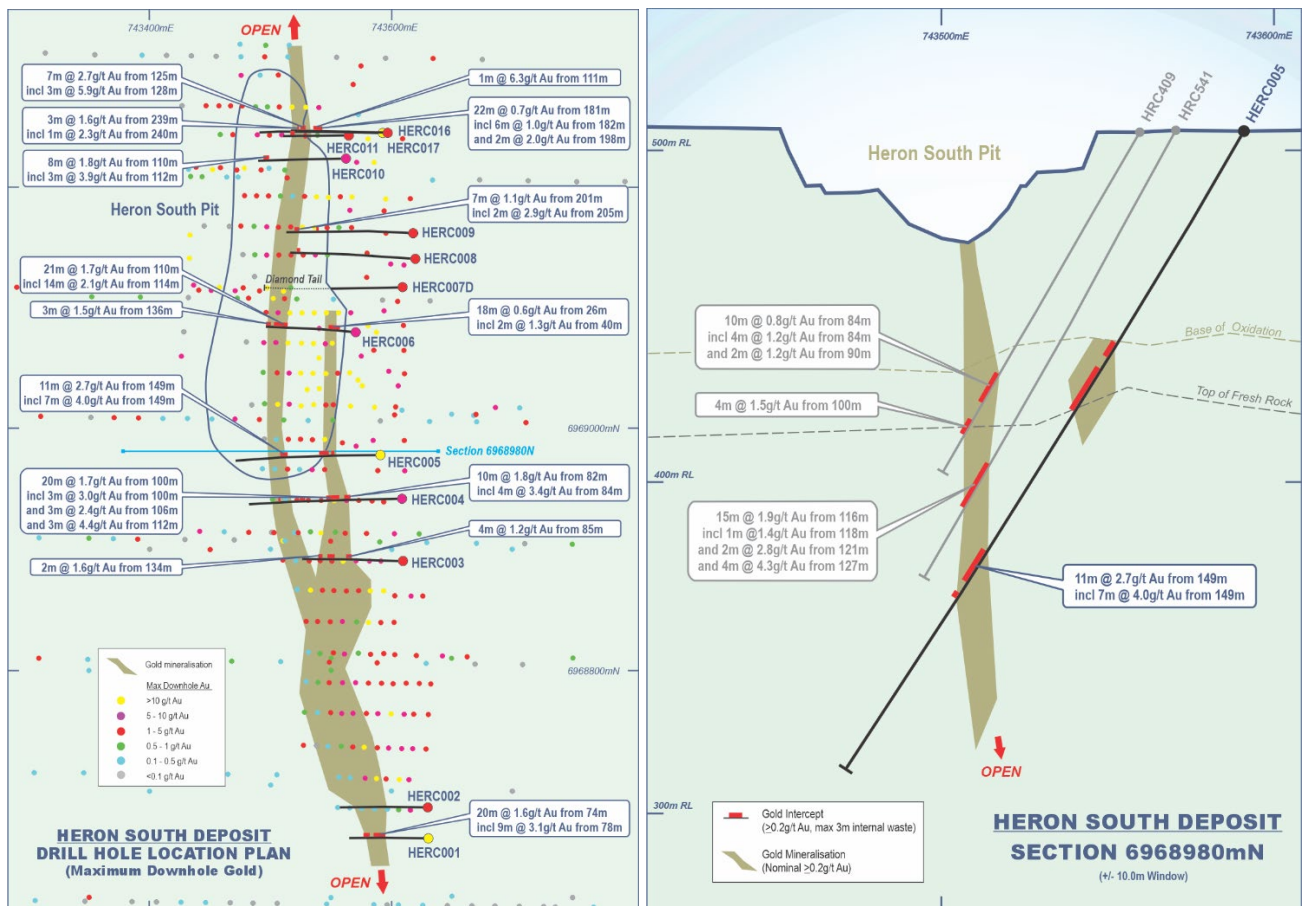 743400mE
743600mE
OPEN
7m @ 2.7g/t Au from 125m
incl 3m @ 5.9g/t Au from 128m
1m @ 6.3g/t Au from 111m
3m @ 1.6g/t Au from 239m
incl 1m @ 2.3g/t Au from 240m
22m @ 0.7g/t Au from 181m
incl 6m @ 1.0g/t Au from 182m
and 2m @ 2.0g/t Au from 198m
HERC016
HERC011
HERC017
HERC010
8m @ 1.8g/t Au from 110m
incl 3m @ 3.9g/t Au from 112m
Heron South Pit
7m @ 1.1g/t Au from 201m
incl 2m @ 2.9g/t Au from 205m
HERC009
HERC008
21m @ 1.7g/t Au from 110m
incl 14m @ 2.1g/t Au from 114m
Diamond Tail
HERC007D
3m @ 1.5g/t Au from 136m
18m @ 0.6g/t Au from 26m
incl 2m @ 1.3g/t Au from 40m
HERC006
11m @ 2.7g/t Au from 149m
incl 7m @ 4.0g/t Au from 149m
6969000mN
Section 6968980N
HERC005
20m @ 1.7g/t Au from 100m
incl 3m @ 3.0g/t Au from 100m
and 3m @ 2.4g/t Au from 106m
and 3m @ 4.4g/t Au from 112m
10m @ 1.8g/t Au from 82m
incl 4m @ 3.4g/t Au from 84m
HERC004
4m @ 1.2g/t Au from 85m
2m @ 1.6g/t Au from 134m
HERC003
6968800mN
Gold mineralisation
Max Downhole Au
>10 g/t Au
5 - 10 g/t Au
1 - 5 g/t Au
0.5 - 1 g/t Au
0.1 - 0.5 g/t Au
<0.1 g/t Au
HERC002
20m @ 1.6g/t Au from 74m
incl 9m @ 3.1g/t Au from 78m
HERC001
HERON SOUTH DEPOSIT
DRILL HOLE LOCATION PLAN
(Maximum Downhole Gold)
OPEN
743500mE
743600mE
HRC409
HRC541
HERC005
500m RL
Heron South Pit
10m @ 0.8g/t Au from 84m
incl 4m @ 1.2g/t Au from 84m
and 2m @ 1.2g/t Au from 90m
Base of Oxidation
4m @ 1.5g/t Au from 100m
Top of Fresh Rock
400m RL
15m @ 1.9g/t Au from 116m
incl 1m @1.4g/t Au from 118m
and 2m @ 2.8g/t Au from 121m
and 4m @ 4.3g/t Au from 127m
11m @ 2.7g/t Au from 149m
incl 7m @ 4.0g/t Au from 149m
OPEN
300m RL
Gold Intercept
(>0.2g/t Au, max 3m internal waste)
Gold Mineralisation
(Nominal ≥0.2g/t Au)
HERON SOUTH DEPOSIT
SECTION 6968980mN
(+/- 10.0m Window)